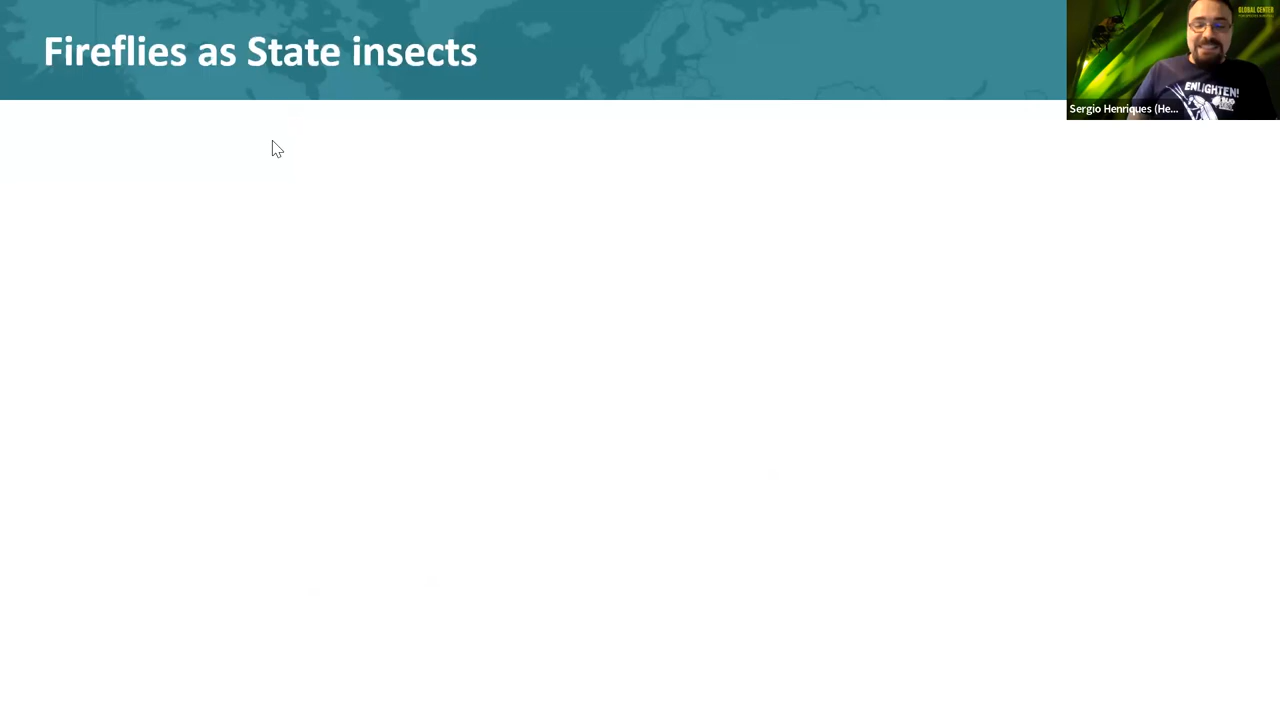 Fireflies as State insects
GLOBAL CENTER
ENLIGHTEN!
Sergio Henriques (He...